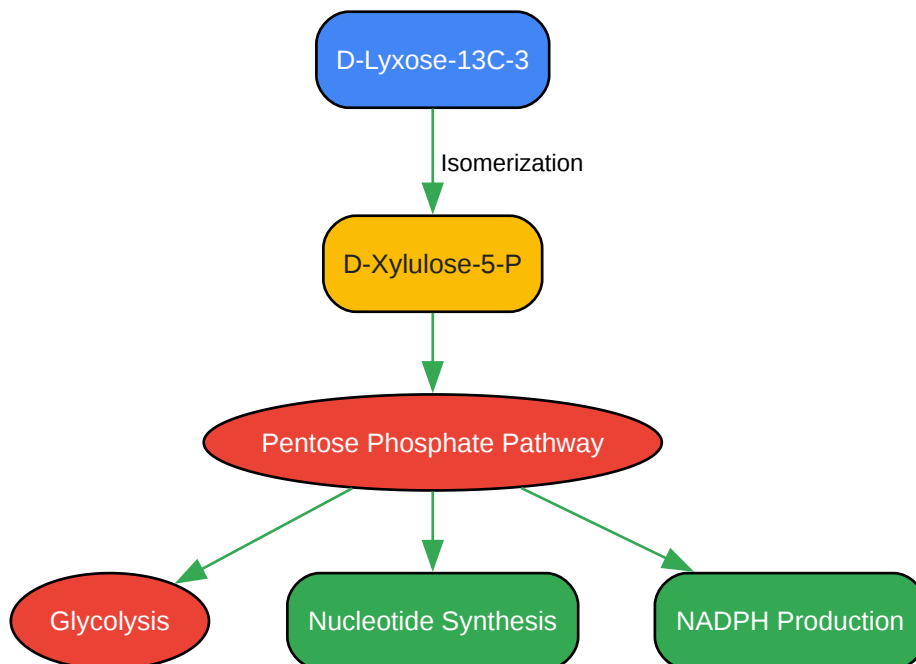 D-Lyxose-13C-3
Isomerization
D-Xylulose-5-P
Pentose Phosphate Pathway
Glycolysis
Nucleotide Synthesis
NADPH Production